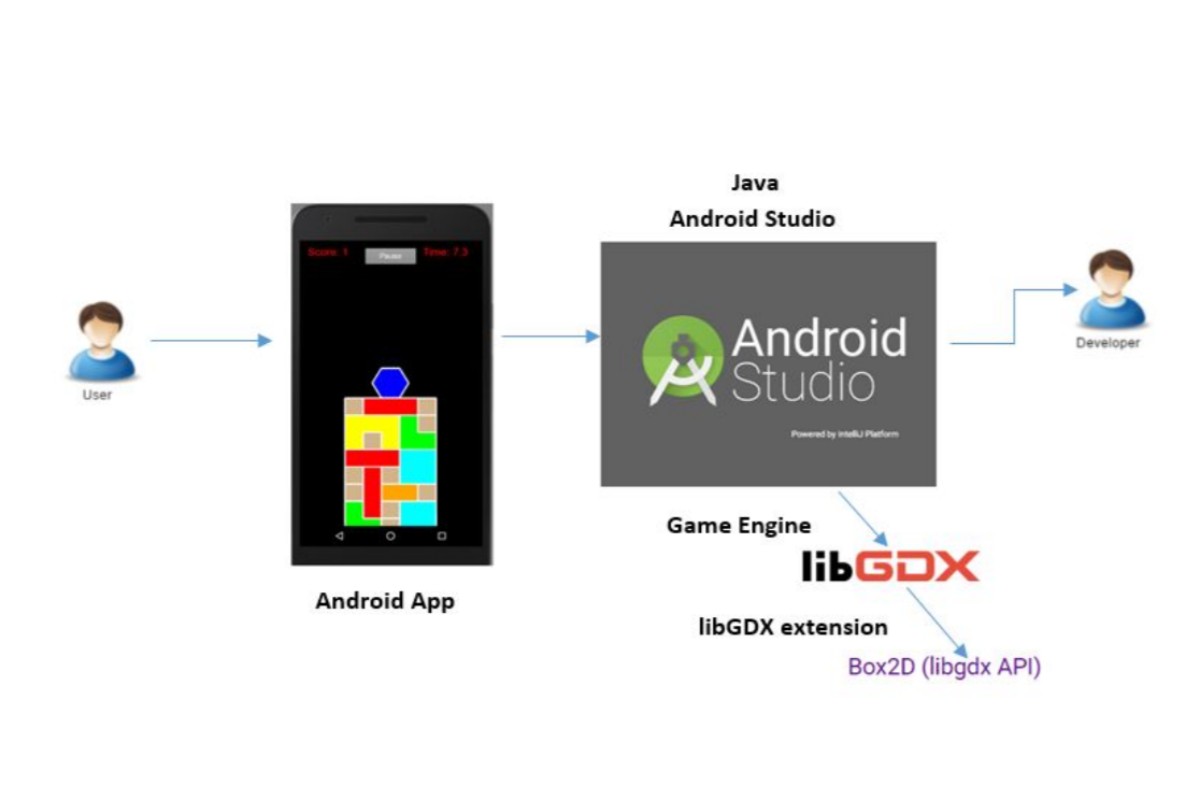 Java
Android Studio
Score: 1
Pause
Time: 7.3
Android
Studio
Powered by IntelliJ Platform
User
Developer
Android App
Game Engine
libGDX
libGDX extension
Box2D (libgdx API)